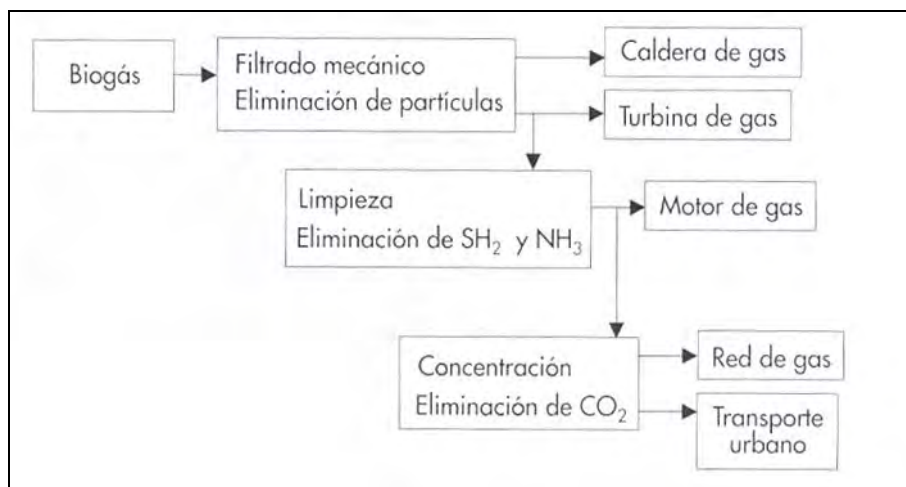 Biogás
Filtrado mecánico
Eliminación de partículas
Caldera de gas
Turbina de gas
Limpieza
Eliminación de SH₂ y NH₃
Motor de gas
Concentración
Eliminación de CO₂
Red de gas
Transporte
urbano